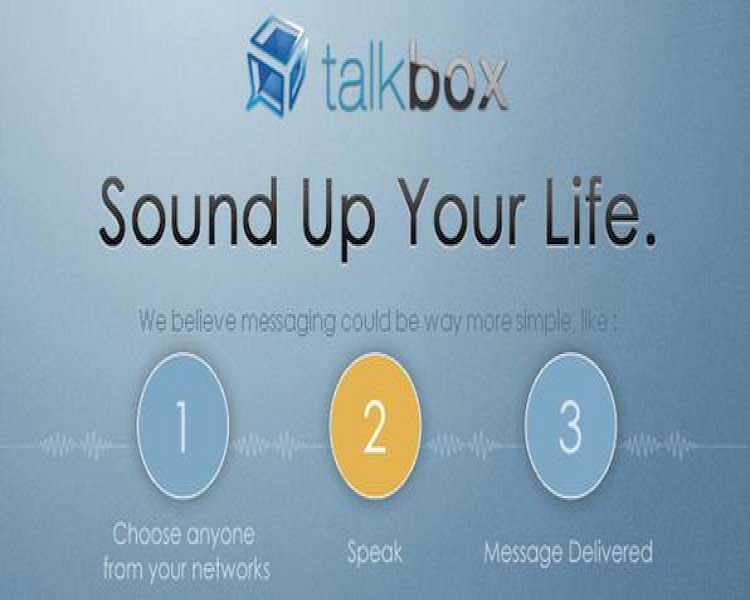 talkbox
Sound Up Your Life.
We believe messaging could be way more simple, like :
1
2
3
Choose anyone
from your networks
Speak
Message Delivered